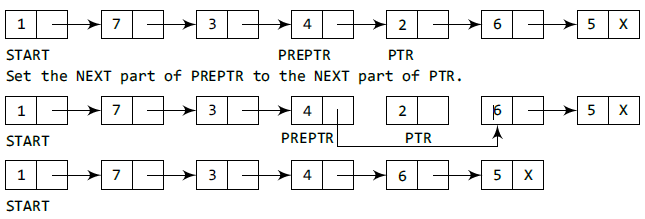 1 7 3 4 2 6 5 X
START PREPTR PTR
Set the NEXT part of PREPTR to the NEXT part of PTR.
1 7 3 4 2 6 5 X
START PREPTR PTR
1 7 3 4 6 5 X
START